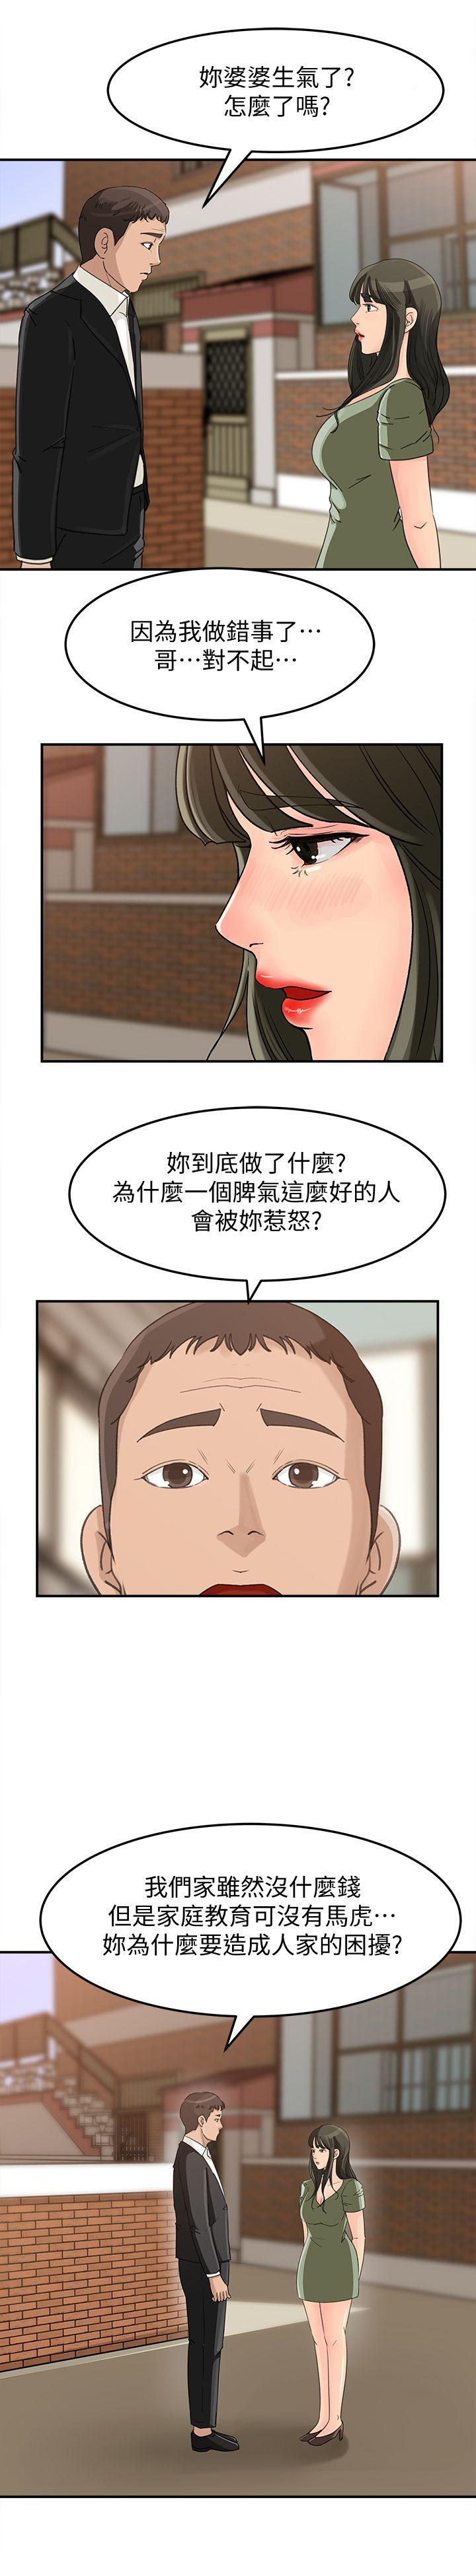 妳婆婆生氣了?
怎麼了嗎?
因為我做錯事了⋯
哥⋯對不起⋯
妳到底做了什麼?
為什麼一個脾氣這麼好的人
會被妳惹怒?
我們家雖然沒什麼錢
但是家庭教育可沒有馬虎⋯
妳為什麼要造成人家的困擾?